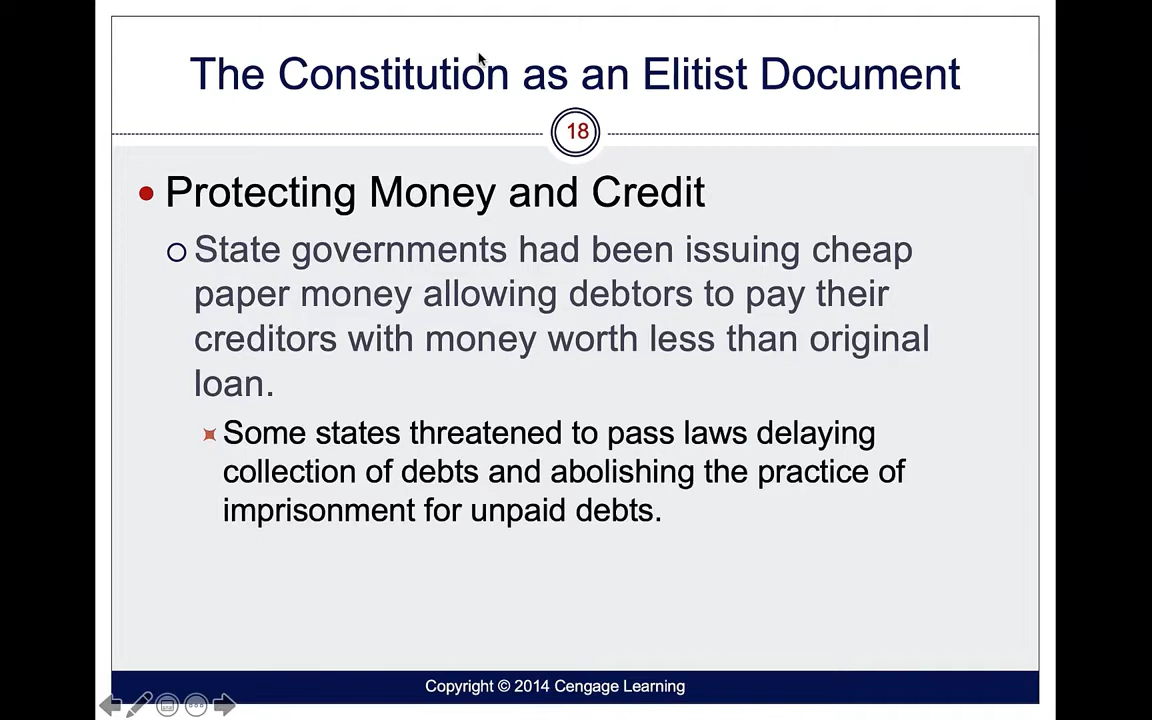 The Constitution as an Elitist Document
18
Protecting Money and Credit
State governments had been issuing cheap
paper money allowing debtors to pay their
creditors with money worth less than original
loan.
Some states threatened to pass laws delaying
collection of debts and abolishing the practice of
imprisonment for unpaid debts.
Copyright © 2014 Cengage Learning